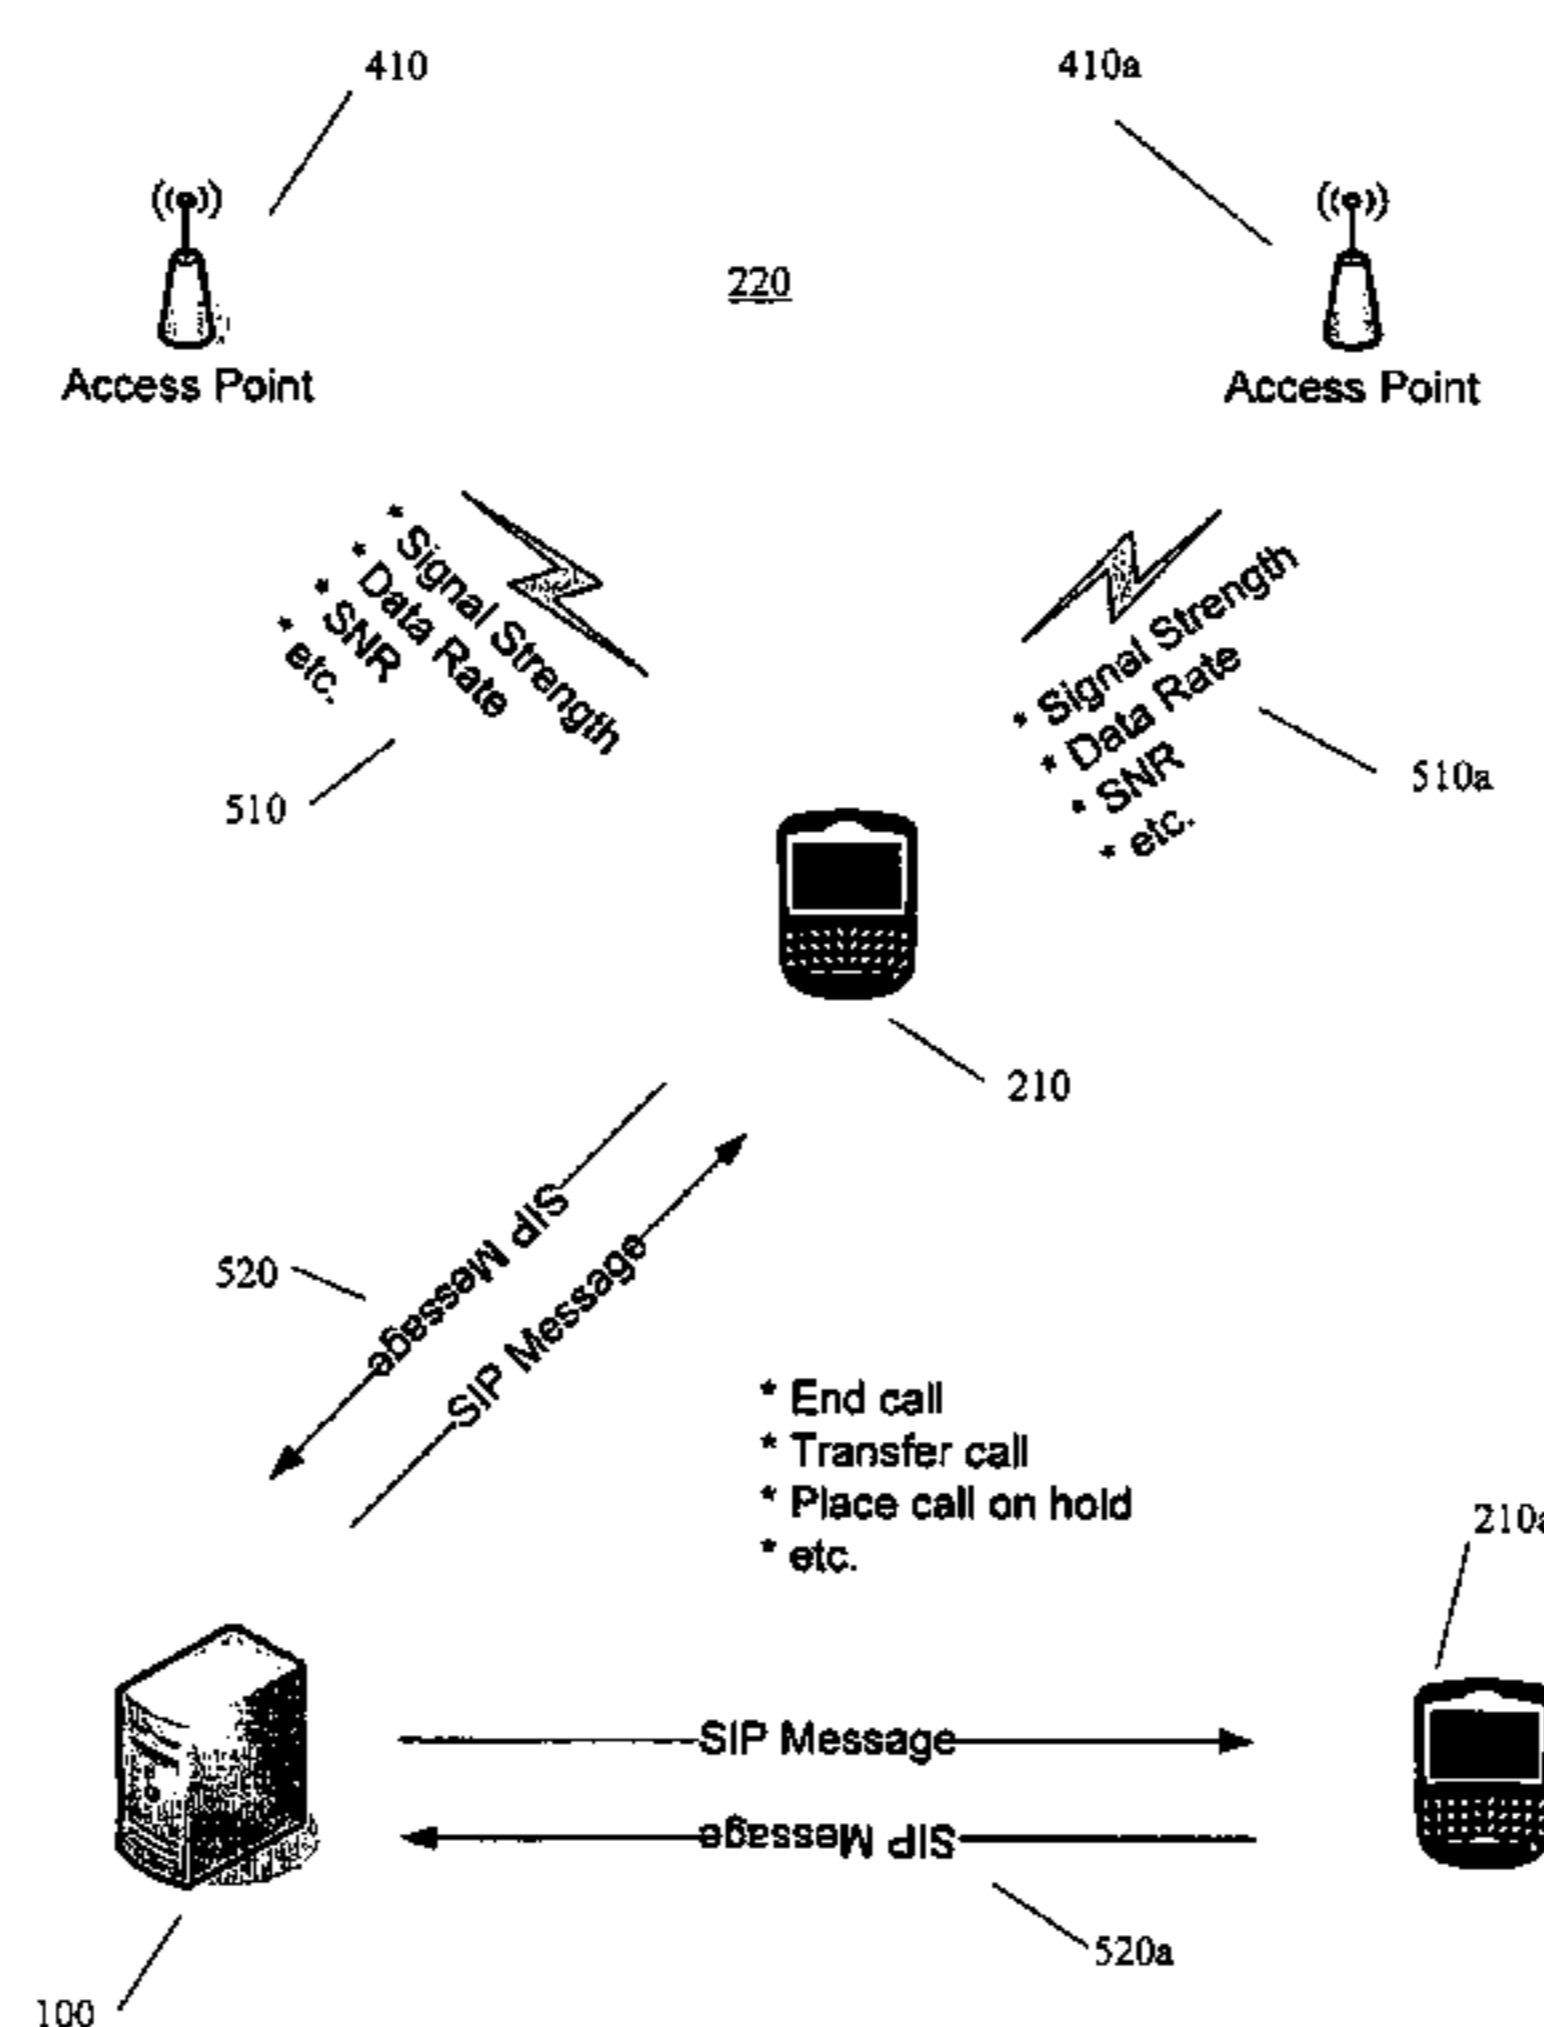 410
410a
220
Access Point
Access Point
* Signal Strength
* Data Rate
* SNR
* etc.
* Signal Strength
* Data Rate
* SNR
* etc.
510
510a
210
SIP Message
520
SIP Message
* End call
* Transfer call
* Place call on hold
* etc.
210a
SIP Message
SIP Message
520a
100